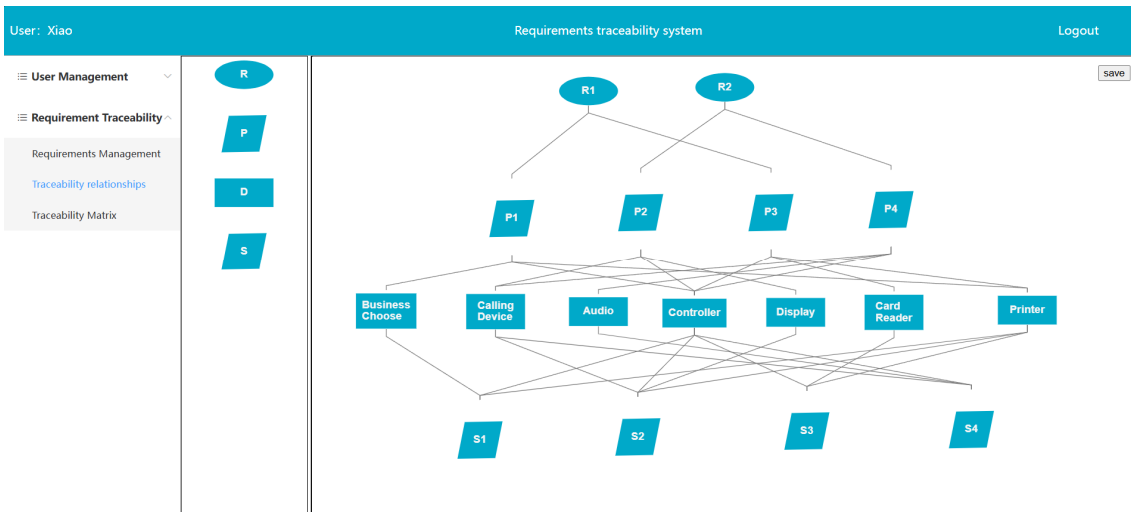 User: Xiao
Requirements traceability system
Logout
User Management
Requirement Traceability
Requirements Management
Traceability relationships
Traceability Matrix
R
P
D
S
save
R1
R2
P1
P2
P3
P4
Business
Choose
Calling
Device
Audio
Controller
Display
Card
Reader
Printer
S1
S2
S3
S4